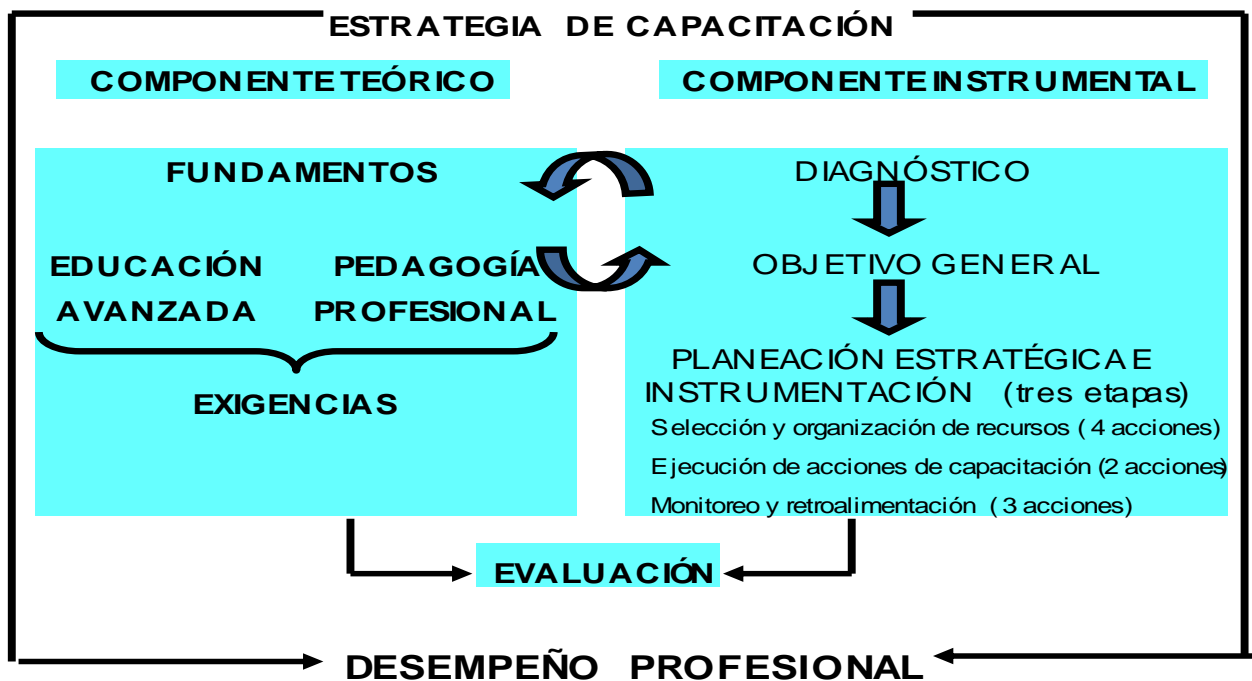 ESTRATEGIA DE CAPACITACIÓN
COMPONENTE TEÓRICO
COMPONENTE INSTRUMENTAL
FUNDAMENTOS
EDUCACIÓN AVANZADA
PEDAGOGÍA PROFESIONAL
EXIGENCIAS
DIAGNÓSTICO
OBJETIVO GENERAL
PLANEACIÓN ESTRATÉGICA E
INSTRUMENTACIÓN (tres etapas)
Selección y organización de recursos ( 4 acciones)
Ejecución de acciones de capacitación (2 acciones)
Monitoreo y retroalimentación ( 3 acciones)
EVALUACIÓN
DESEMPEÑO PROFESIONAL